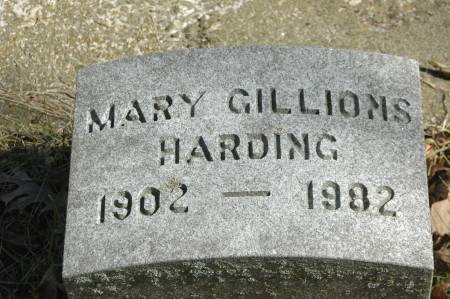 MARY GILLIONS
HARDING
1902 — 1982